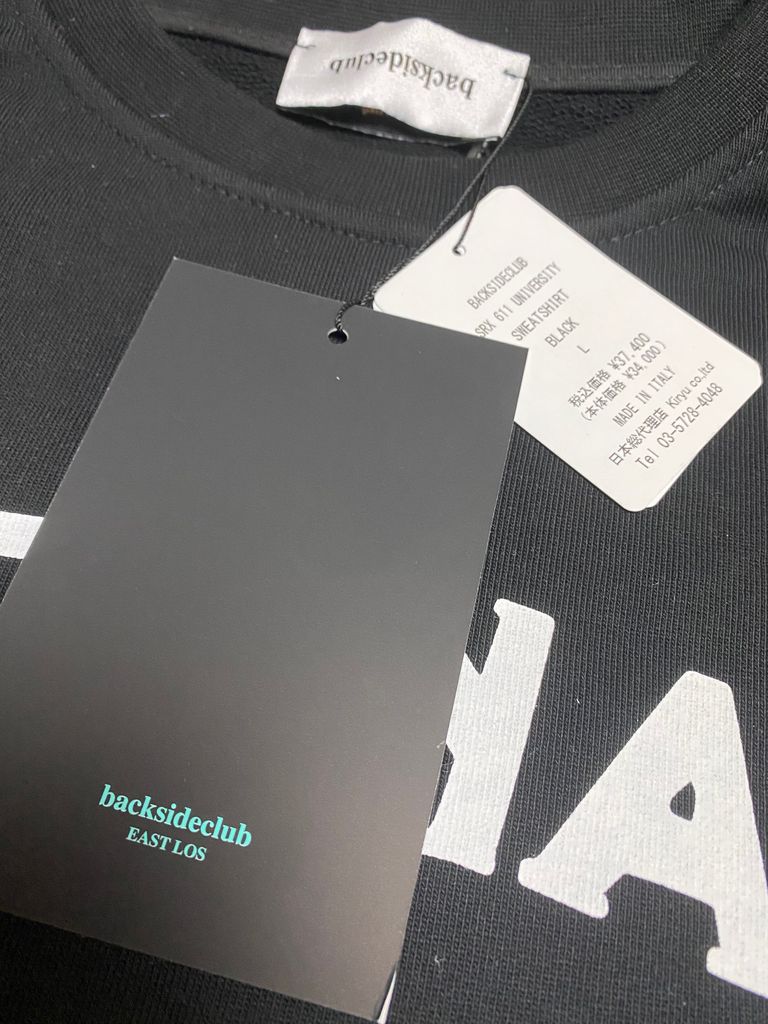 backsideclub
BACKSIDECLUB
SRX 611 UNIVERSITY
SWEATSHIRT
BLACK
L
税込価格 ¥37,400
(本体価格 ¥34,000)
MADE IN ITALY
日本総代理店 Kiryu co,ltd
Tel 03-5728-4048
backsideclub
EAST LOS
A